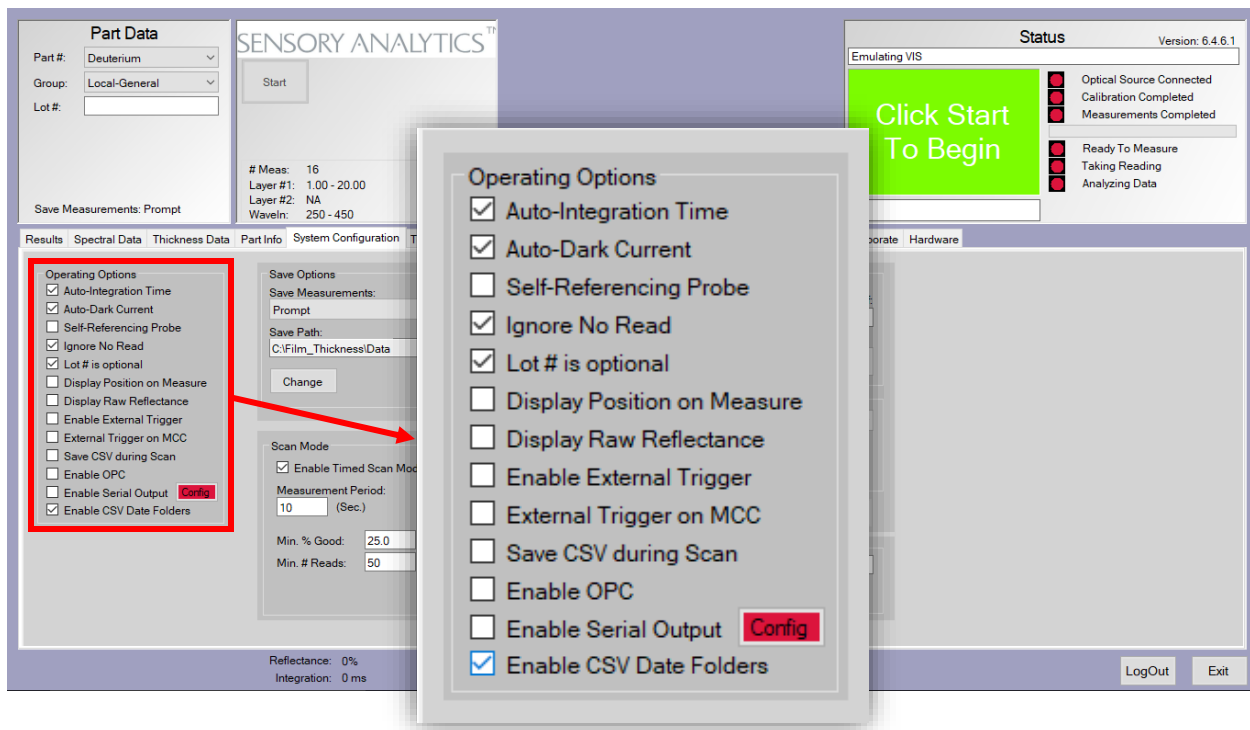 Part Data
Part#: Deuterium
Group: Local-General
Lot #:
Save Measurements: Prompt
SENSORY ANALYTICS™
Start
# Meas: 16
Layer #1: 1.00 - 20.00
Layer #2: NA
Waveln: 250 - 450
Status
Version: 6.4.6.1
Emulating VIS
Click Start
To Begin
Optical Source Connected
Calibration Completed
Measurements Completed
Ready To Measure
Taking Reading
Analyzing Data
Results Spectral Data Thickness Data Part Info System Configuration T
Hardware
Operating Options
Auto-Integration Time
Auto-Dark Current
Self-Referencing Probe
Ignore No Read
Lot # is optional
Display Position on Measure
Display Raw Reflectance
Enable External Trigger
External Trigger on MCC
Save CSV during Scan
Enable OPC
Enable Serial Output Config
Enable CSV Date Folders
Save Options
Save Measurements:
Prompt
Save Path:
C:\Film_Thickness\Data
Change
Scan Mode
Enable Timed Scan Mod
Measurement Period:
10 (Sec.)
Min. % Good: 25.0
Min. # Reads: 50
Operating Options
Auto-Integration Time
Auto-Dark Current
Self-Referencing Probe
Ignore No Read
Lot # is optional
Display Position on Measure
Display Raw Reflectance
Enable External Trigger
External Trigger on MCC
Save CSV during Scan
Enable OPC
Enable Serial Output Config
Enable CSV Date Folders
Reflectance: 0%
Integration: 0 ms
LogOut Exit